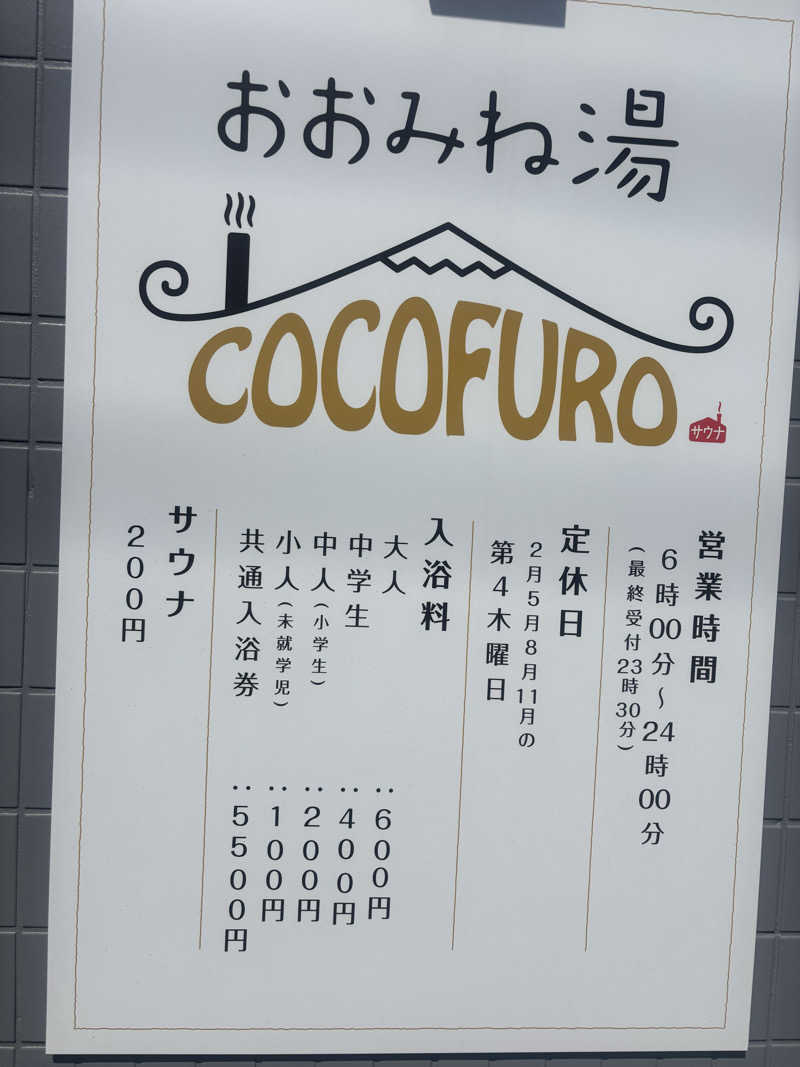 おおみね湯
COCOFURO
サウナ
営業時間
6時00分〜24時00分
(最終受付23時30分)
定休日
2月5月8月11月の
第4木曜日
入浴料
大人：600円
中学生：400円
中人(小学生)：200円
小人(未就学児)：100円
共通入浴券：5500円
サウナ
200円